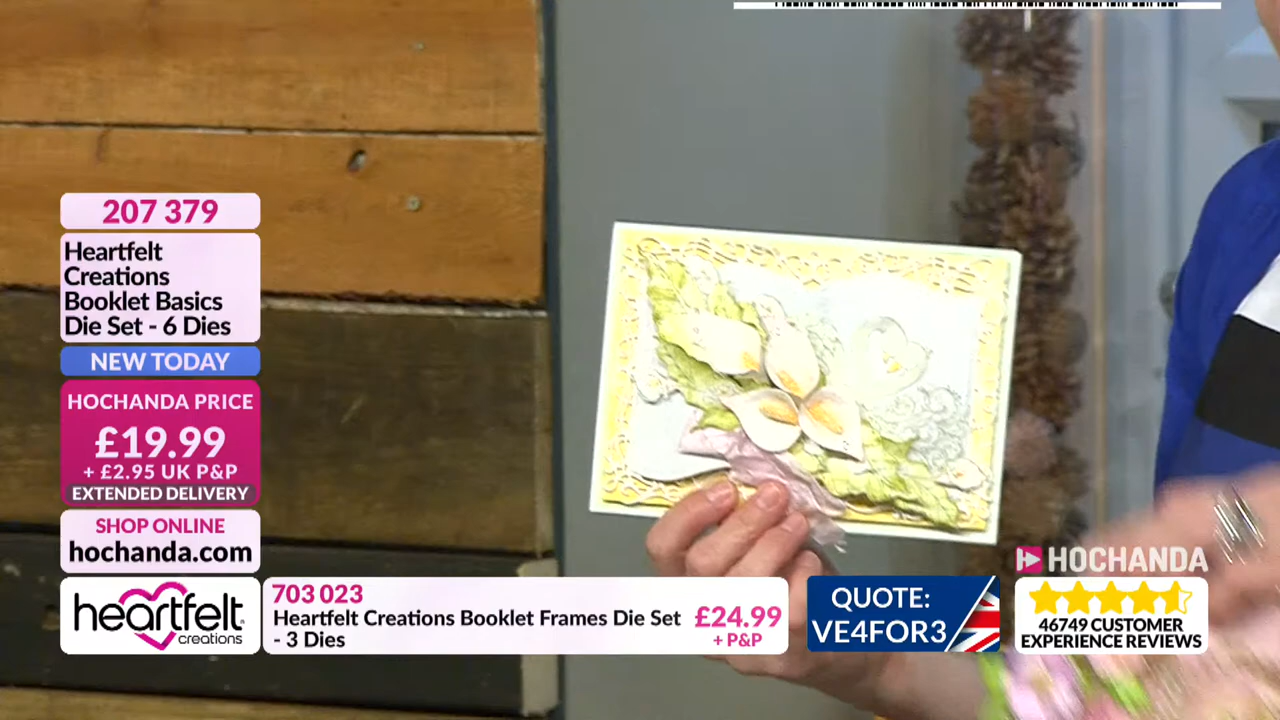 207 379
Heartfelt
Creations
Booklet Basics
Die Set - 6 Dies
NEW TODAY
HOCHANDA PRICE
£19.99
+ £2.95 UK P&P
EXTENDED DELIVERY
SHOP ONLINE
hochanda.com
heartfelt®
creations
703 023
Heartfelt Creations Booklet Frames Die Set
- 3 Dies
£24.99
+ P&P
QUOTE:
VE4FOR3
HOCHANDA
46749 CUSTOMER
EXPERIENCE REVIEWS